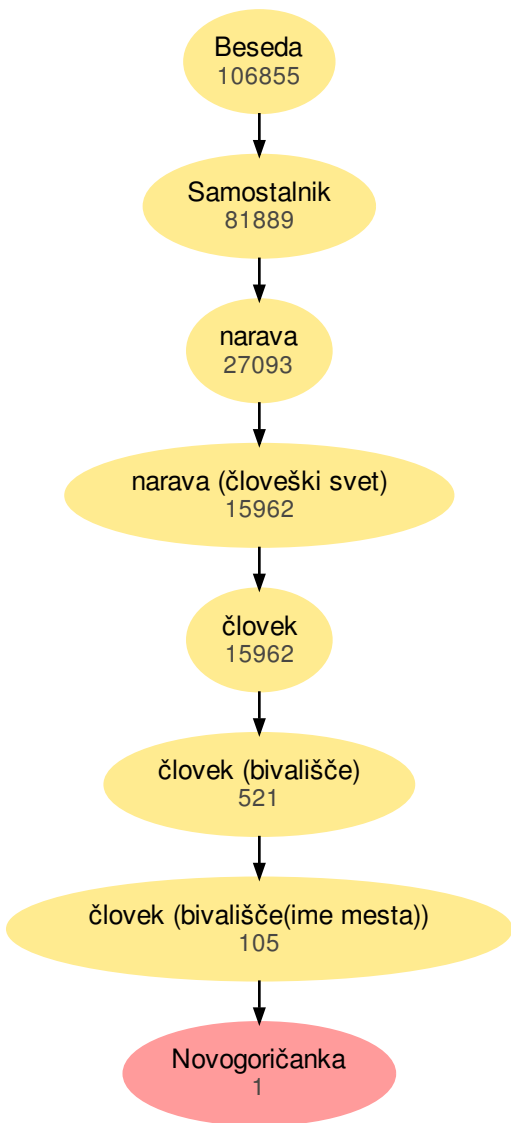 Beseda
106855
Samostalnik
81889
narava
27093
narava (človeški svet)
15962
človek
15962
človek (bivališče)
521
človek (bivališče(ime mesta))
105
Novogoričanka
1